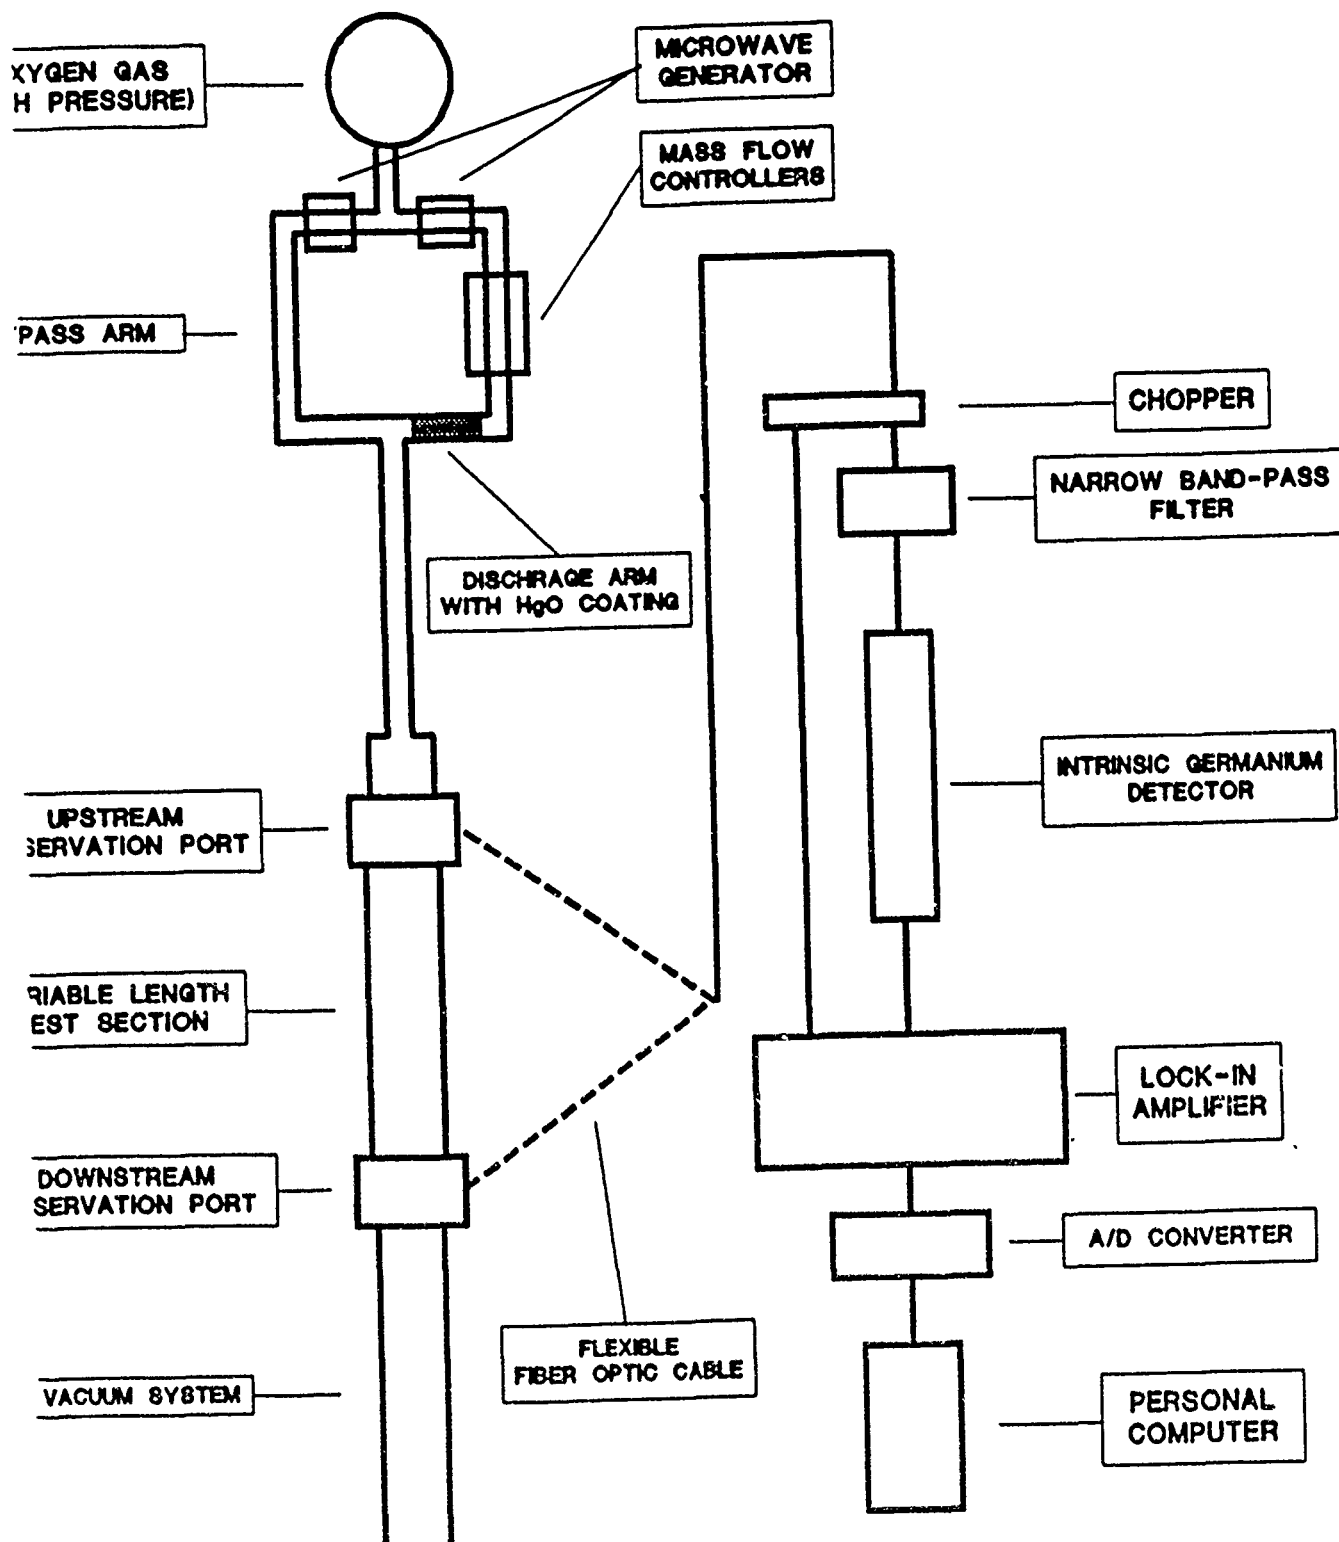 XYGEN GAS
H PRESSURE)
MICROWAVE
GENERATOR
MASS FLOW
CONTROLLERS
PASS ARM
CHOPPER
NARROW BAND-PASS
FILTER
DISCHRAGE ARM
WITH HgO COATING
INTRINSIC GERMANIUM
DETECTOR
UPSTREAM
SERVATION PORT
RIABLE LENGTH
EST SECTION
LOCK-IN
AMPLIFIER
DOWNSTREAM
SERVATION PORT
A/D CONVERTER
FLEXIBLE
FIBER OPTIC CABLE
VACUUM SYSTEM
PERSONAL
COMPUTER